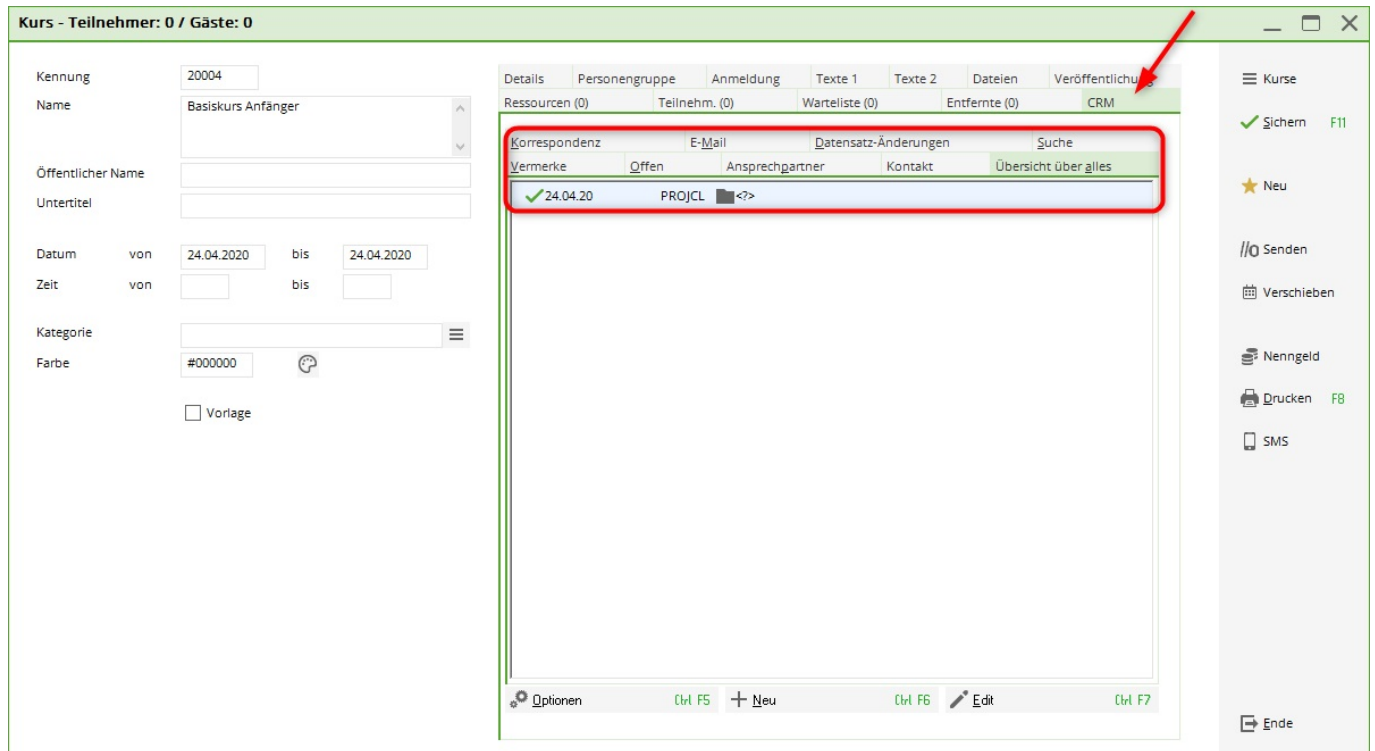 Kurs - Teilnehmer: 0 / Gäste: 0
Kennung 20004
Name Basiskurs Anfänger
Öffentlicher Name
Untertitel
Datum von 24.04.2020 bis 24.04.2020
Zeit von bis
Kategorie
Farbe #000000
Vorlage
Details Personengruppe Anmeldung Texte 1 Texte 2 Dateien Veröffentlichung
Ressourcen (0) Teilnehm. (0) Warteliste (0) Entfernte (0) CRM
Korrespondenz E-Mail Datensatz-Änderungen Suche
Vermerke Offen Ansprechpartner Kontakt Übersicht über alles
24.04.20 PROJCL <?>
Optionen Ctrl F5 Neu Ctrl F6 Edit Ctrl F7
Kurse
Sichern F11
Neu
Senden
Verschieben
Nenngeld
Drucken F8
SMS
Ende